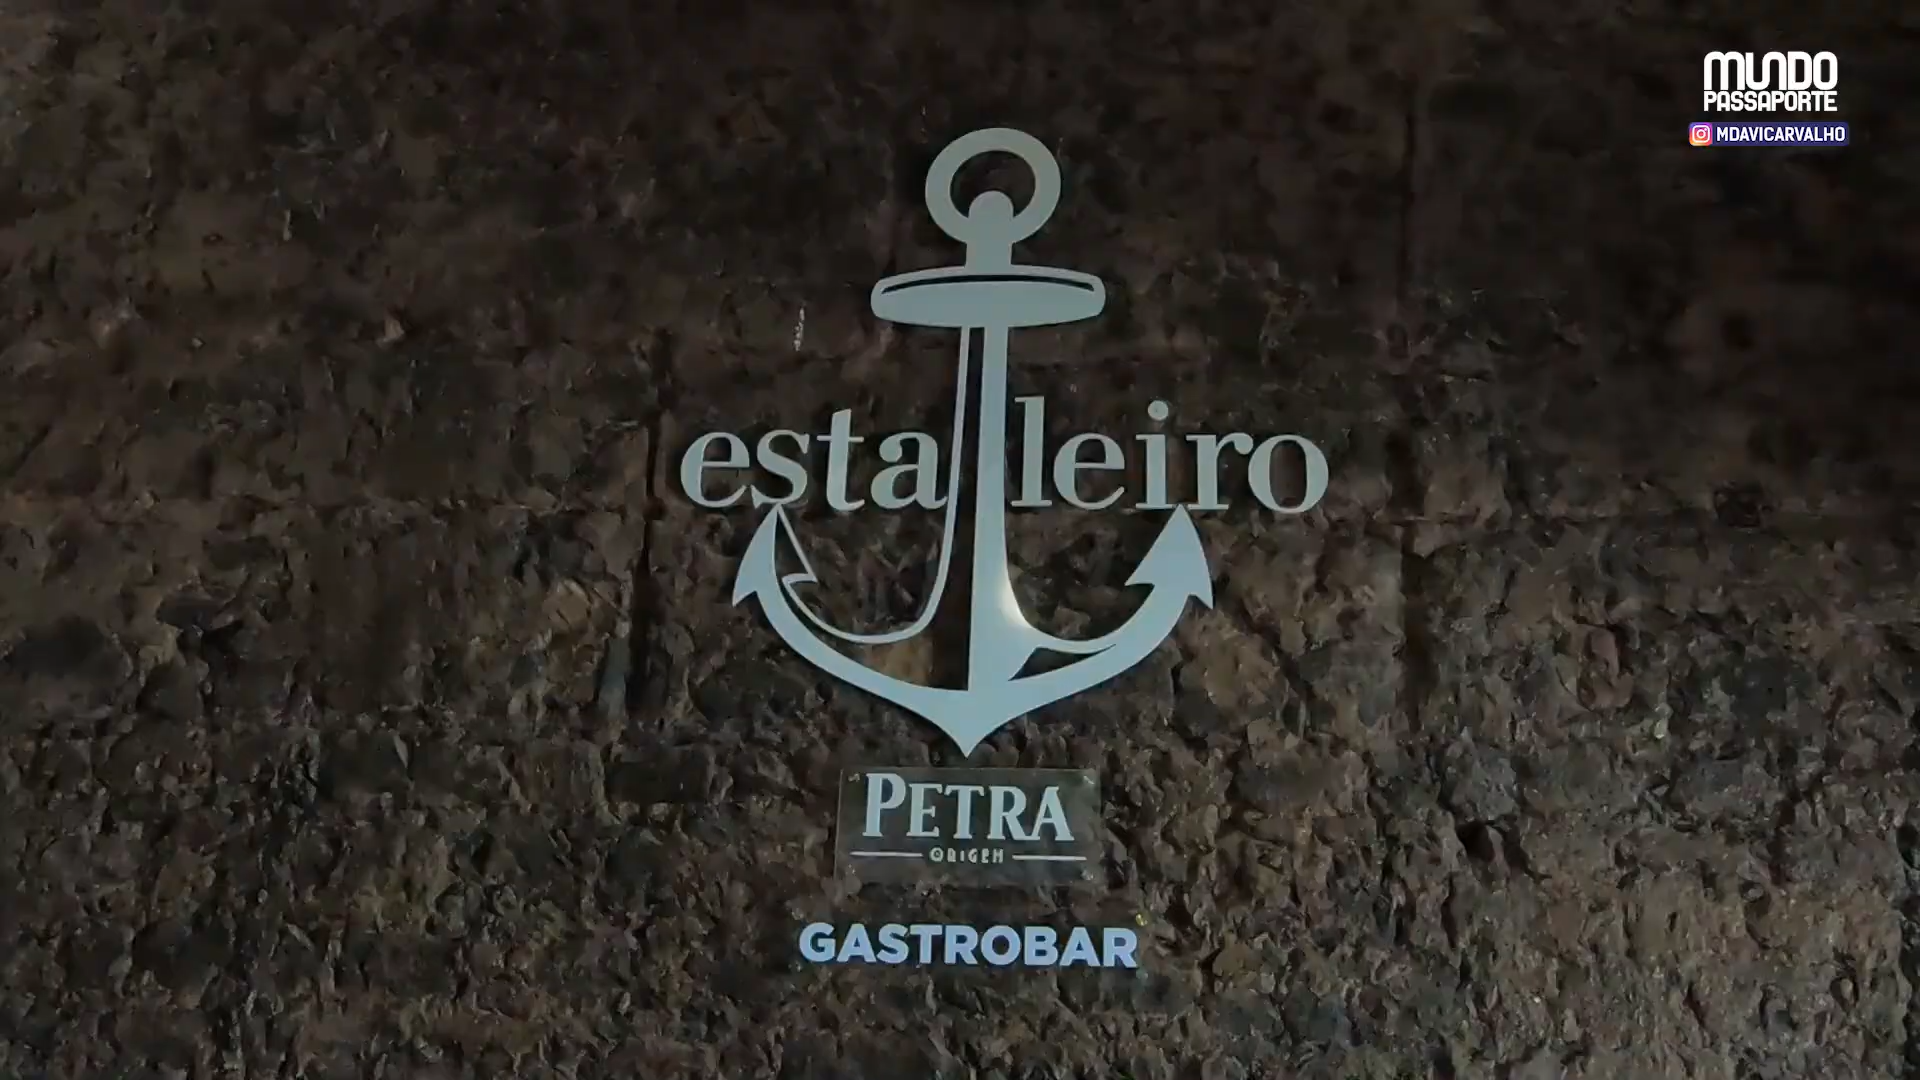 MUNDO
PASSAPORTE
MDAVICARVALHO
estaleiro
PETRA
ORIGEM
GASTROBAR